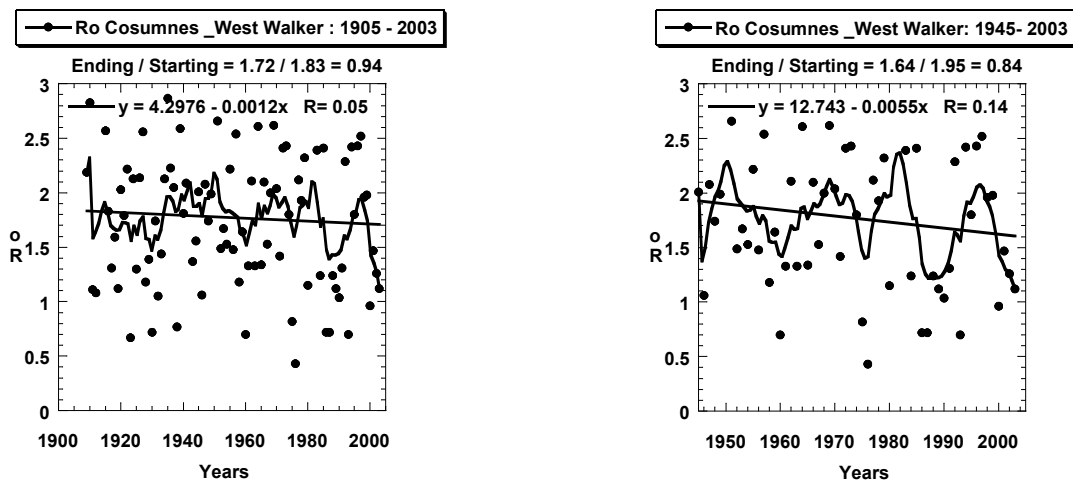 Ro Cosumnes _West Walker : 1905 - 2003
Ending / Starting = 1.72 / 1.83 = 0.94
y = 4.2976 - 0.0012x R= 0.05
3
2.5
2
1.5
1
0.5
0
o
R
1900 1920 1940 1960 1980 2000
Years
Ro Cosumnes _West Walker: 1945- 2003
Ending / Starting = 1.64 / 1.95 = 0.84
y = 12.743 - 0.0055x R= 0.14
3
2.5
2
1.5
1
0.5
0
o
R
1950 1960 1970 1980 1990 2000
Years